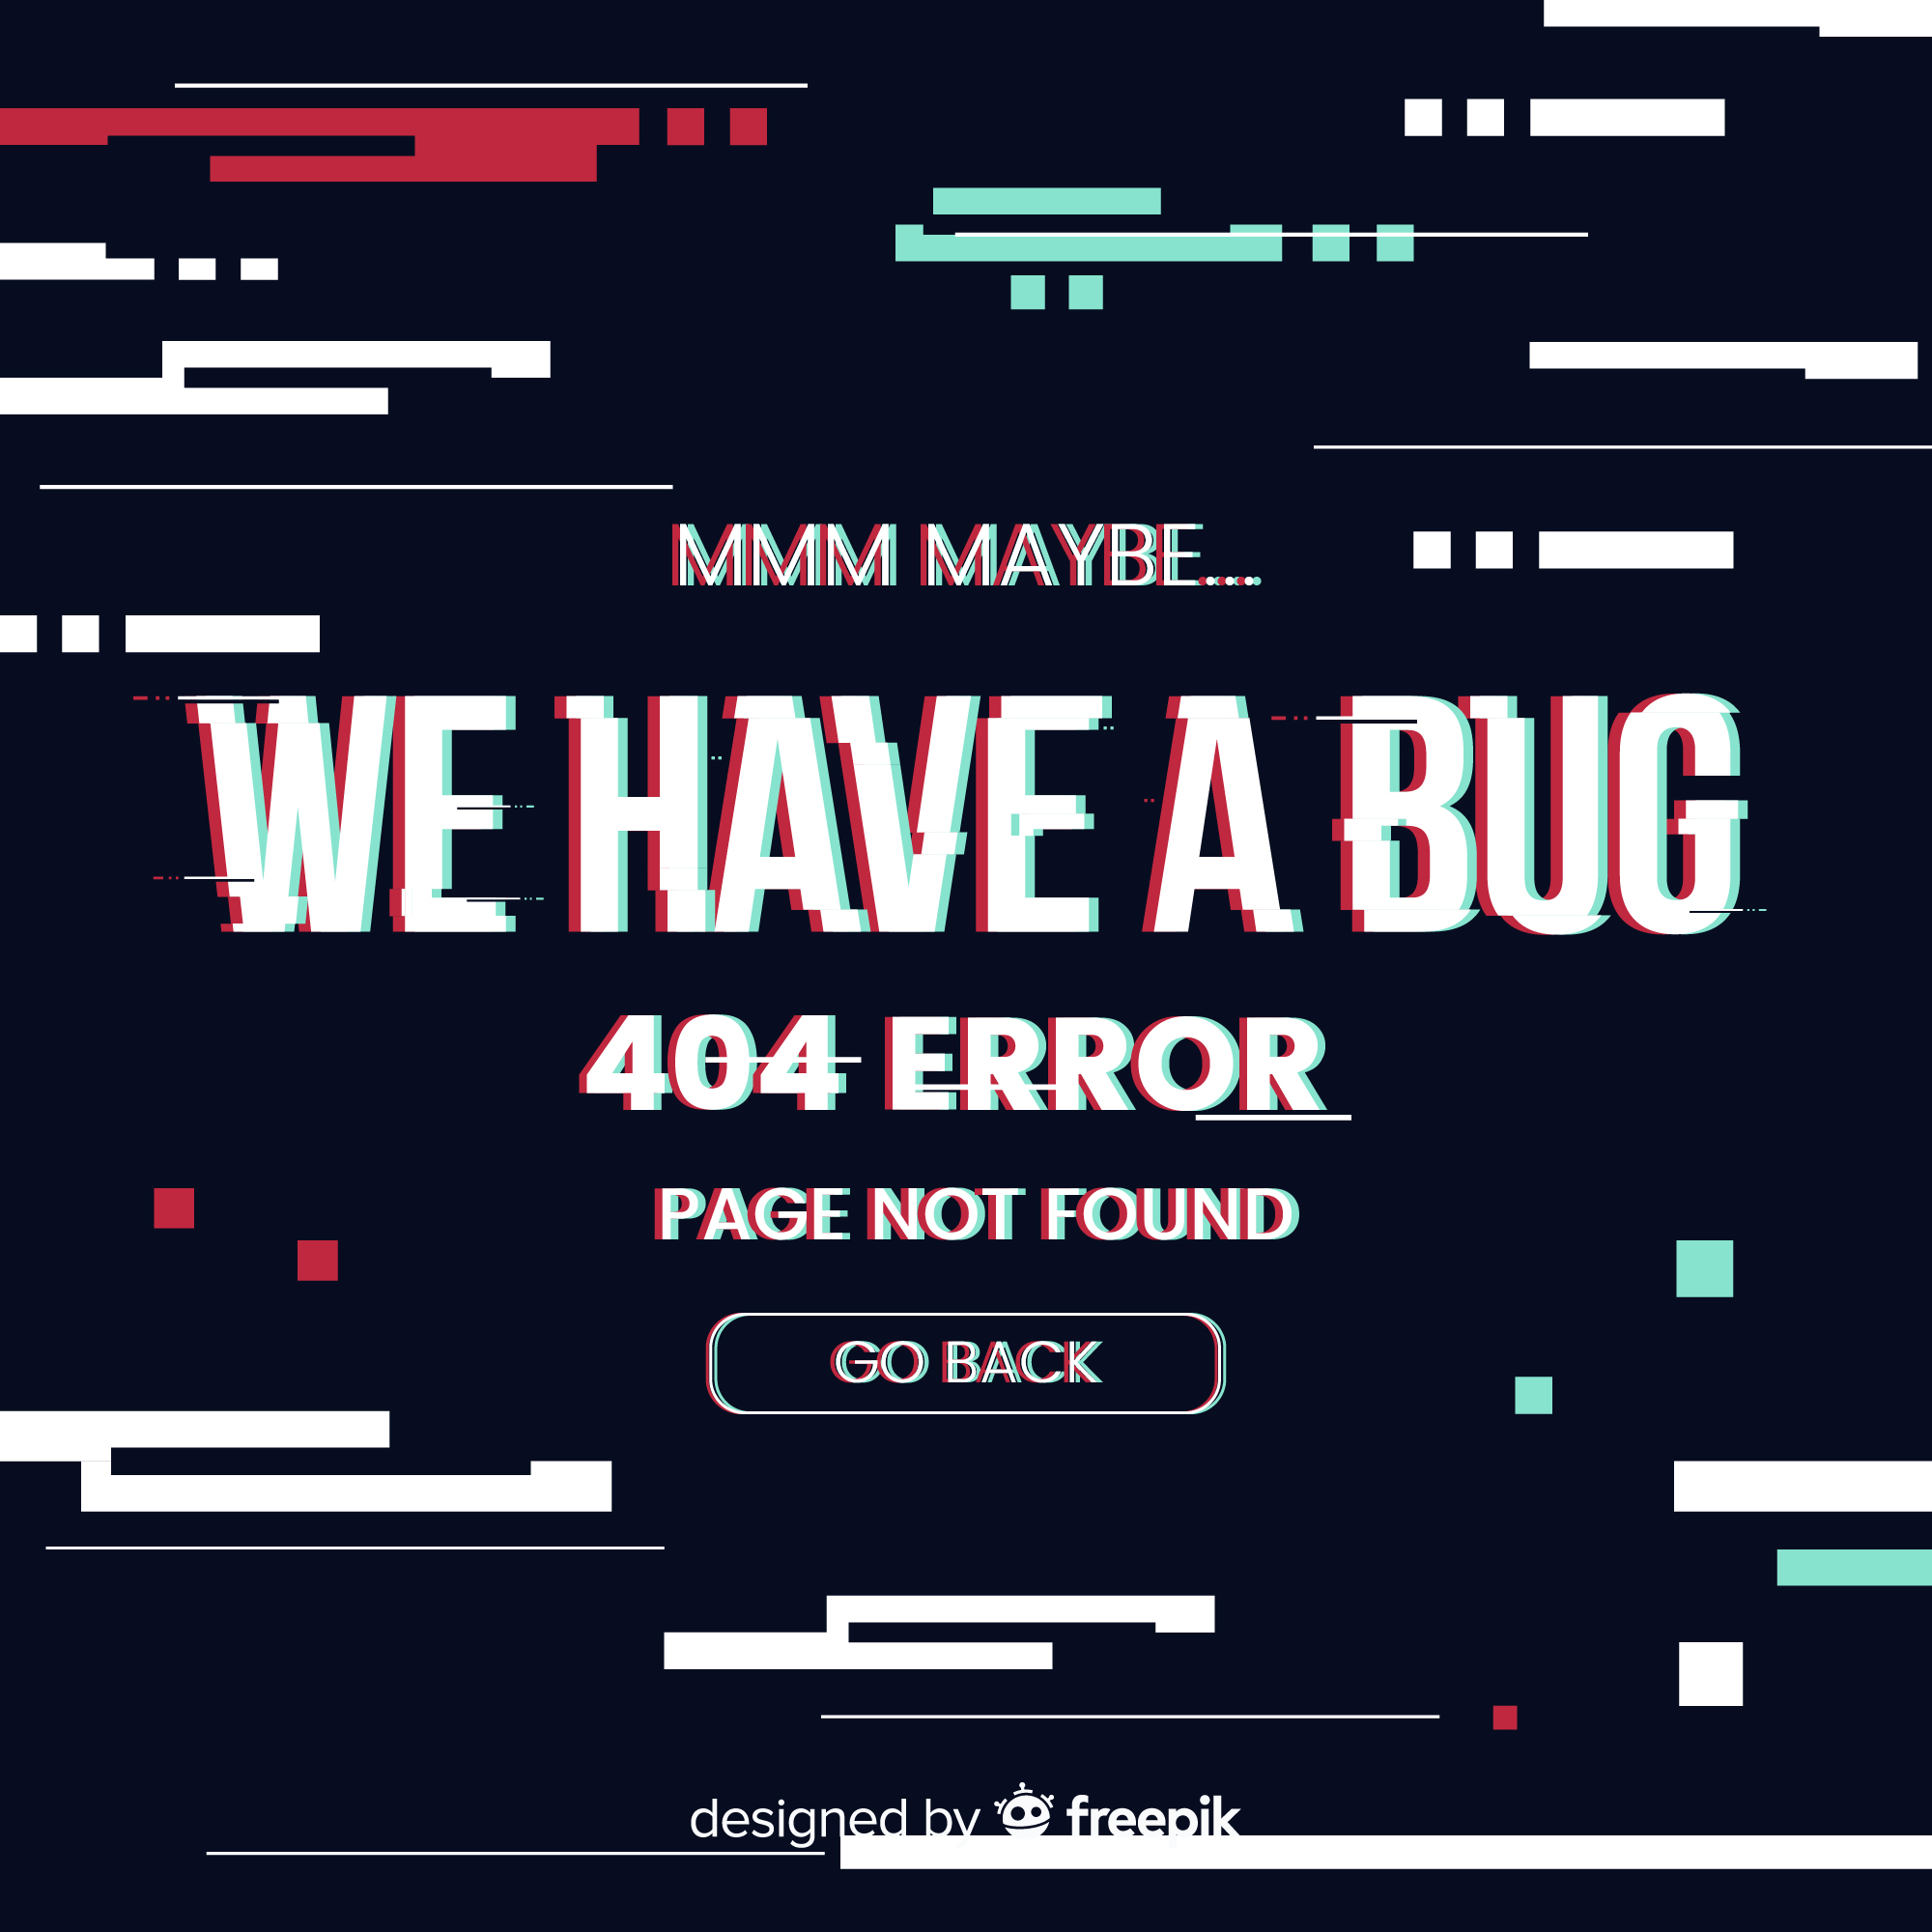 MMM MAYBE...
WE HAVE A BUG
404 ERROR
PAGE NOT FOUND
GO BACK
designed by freepik